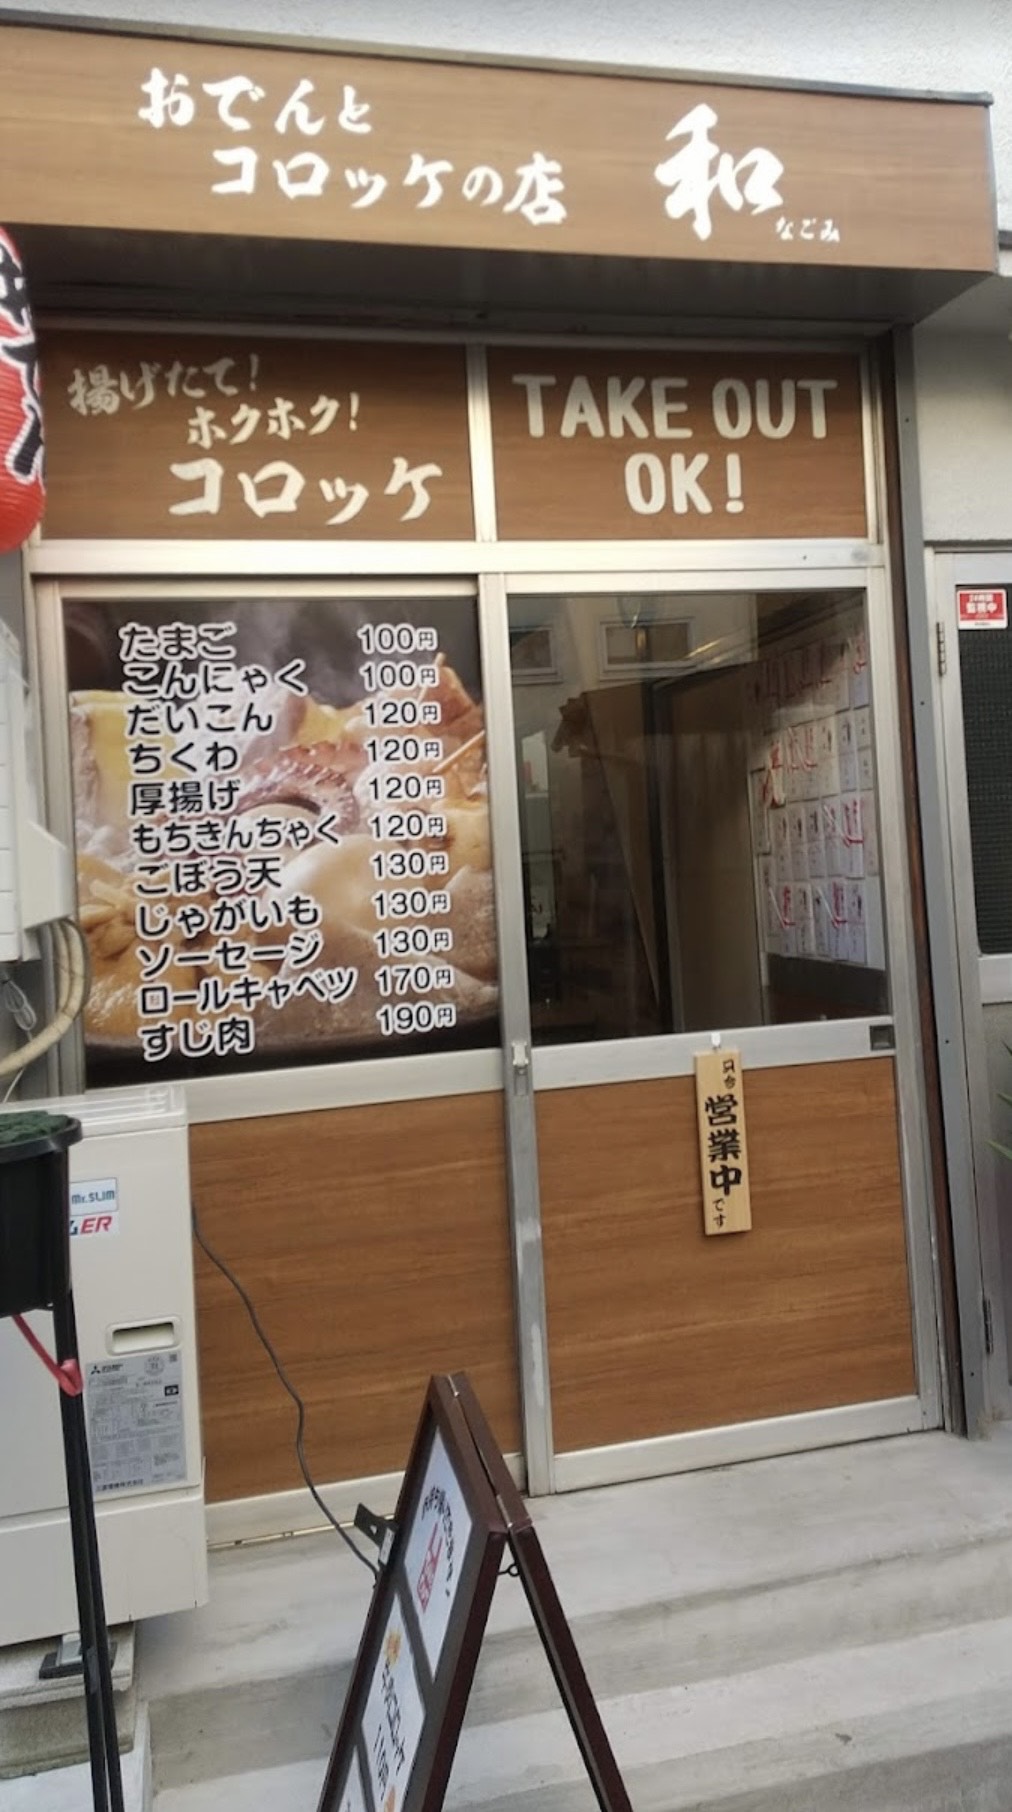 おでんと
コロッケの店
和
なごみ
揚げたて!
ホクホク!
コロッケ
TAKE OUT
OK!
たまご 100円
こんにゃく 100円
だいこん 120円
ちくわ 120円
厚揚げ 120円
もちきんちゃく 120円
ごぼう天 130円
じゃがいも 130円
ソーセージ 130円
ロールキャベツ 170円
すじ肉 190円
只今
営業中
です
監視中
Mr.SLIM
ER